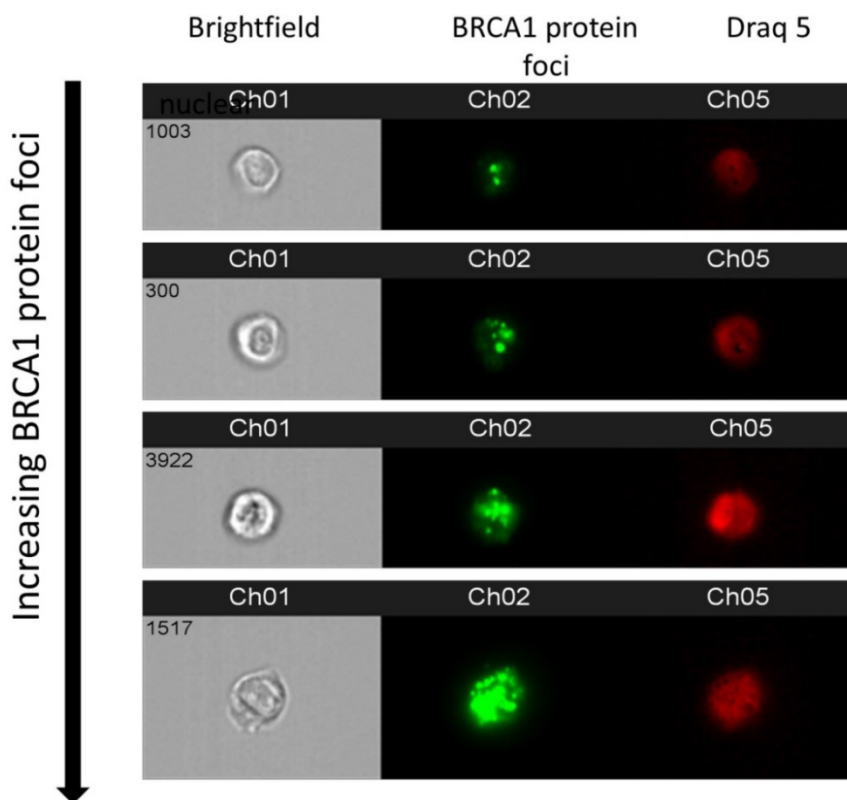 Brightfield
BRCA1 protein
foci
Draq 5
Increasing BRCA1 protein foci
nuclear
Ch01 Ch02 Ch05
1003
Ch01 Ch02 Ch05
300
Ch01 Ch02 Ch05
3922
Ch01 Ch02 Ch05
1517